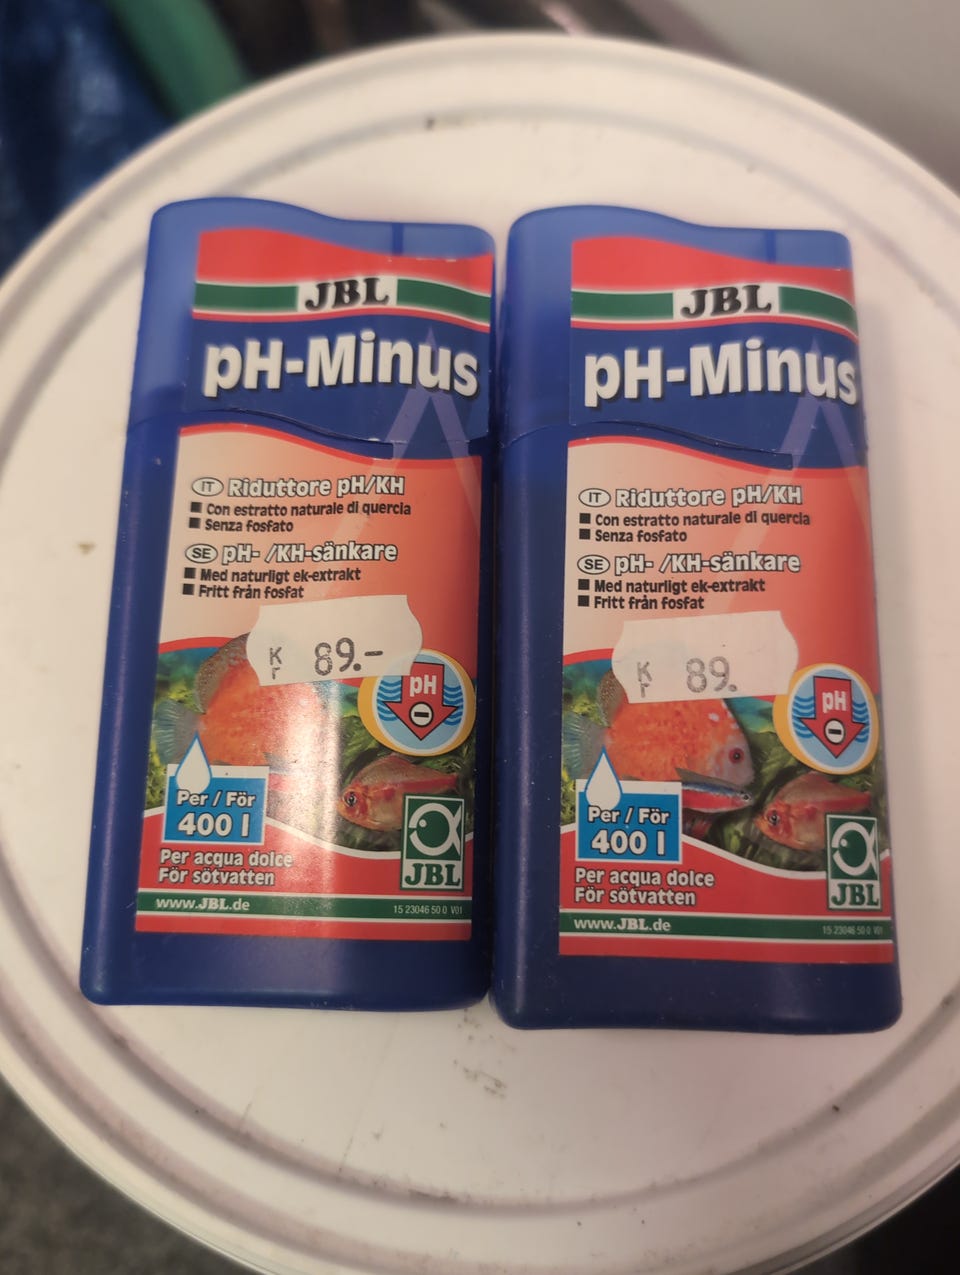 JBL
pH-Minus
IT Riduttore pH/KH
■ Con estratto naturale di quercia
■ Senza fosfato
SE pH- /KH-sänkare
■ Med naturligt ek-extrakt
■ Fritt från fosfat
Kr 89.-
pH
Per / För
400 l
Per acqua dolce
För sötvatten
JBL
www.JBL.de
15 23046 50 0 V01
JBL
pH-Minus
IT Riduttore pH/KH
■ Con estratto naturale di quercia
■ Senza fosfato
SE pH- /KH-sänkare
■ Med naturligt ek-extrakt
■ Fritt från fosfat
Kr 89.
pH
Per / För
400 l
Per acqua dolce
För sötvatten
JBL
www.JBL.de
15 23046 50 0 V01